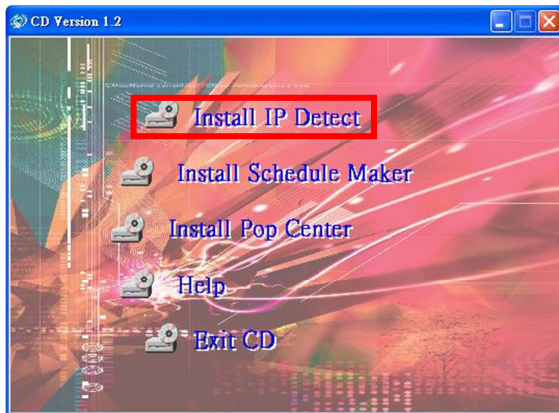 CD Version 1.2
Install IP Detect
Install Schedule Maker
Install Pop Center
Help
Exit CD